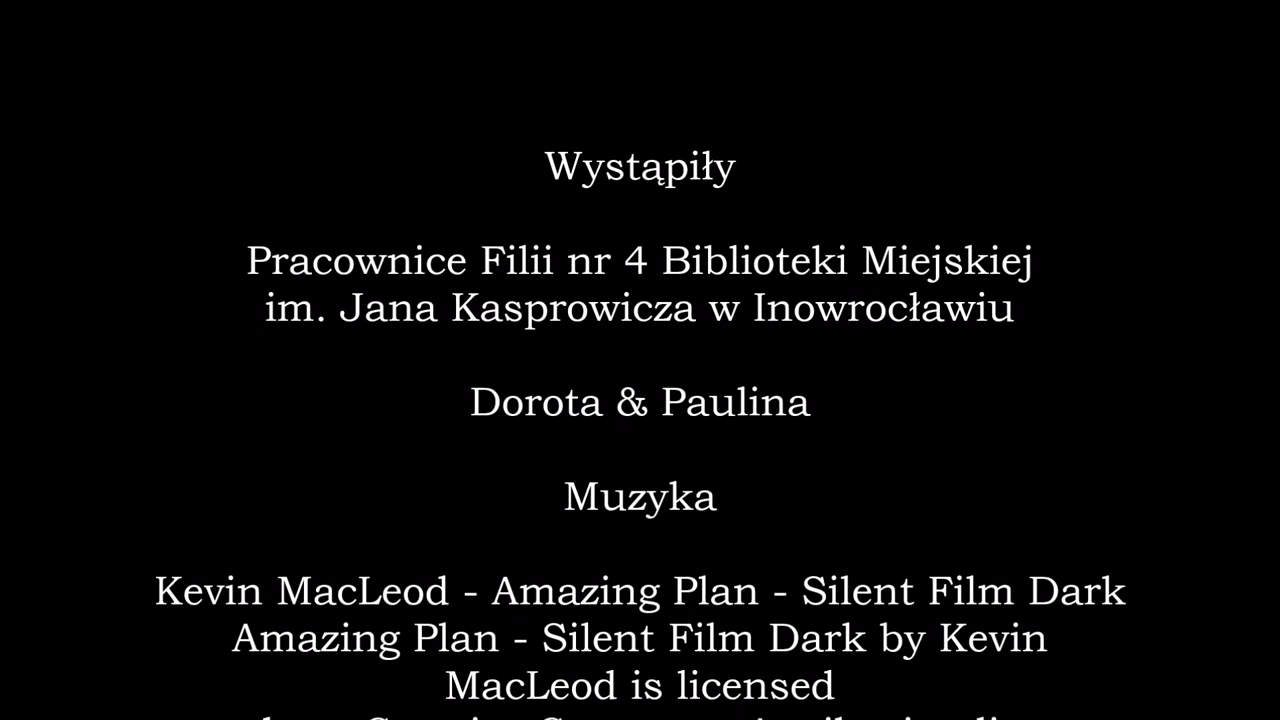 Wystąpiły
Pracownice Filii nr 4 Biblioteki Miejskiej
im. Jana Kasprowicza w Inowrocławiu
Dorota & Paulina
Muzyka
Kevin MacLeod - Amazing Plan - Silent Film Dark
Amazing Plan - Silent Film Dark by Kevin
MacLeod is licensed